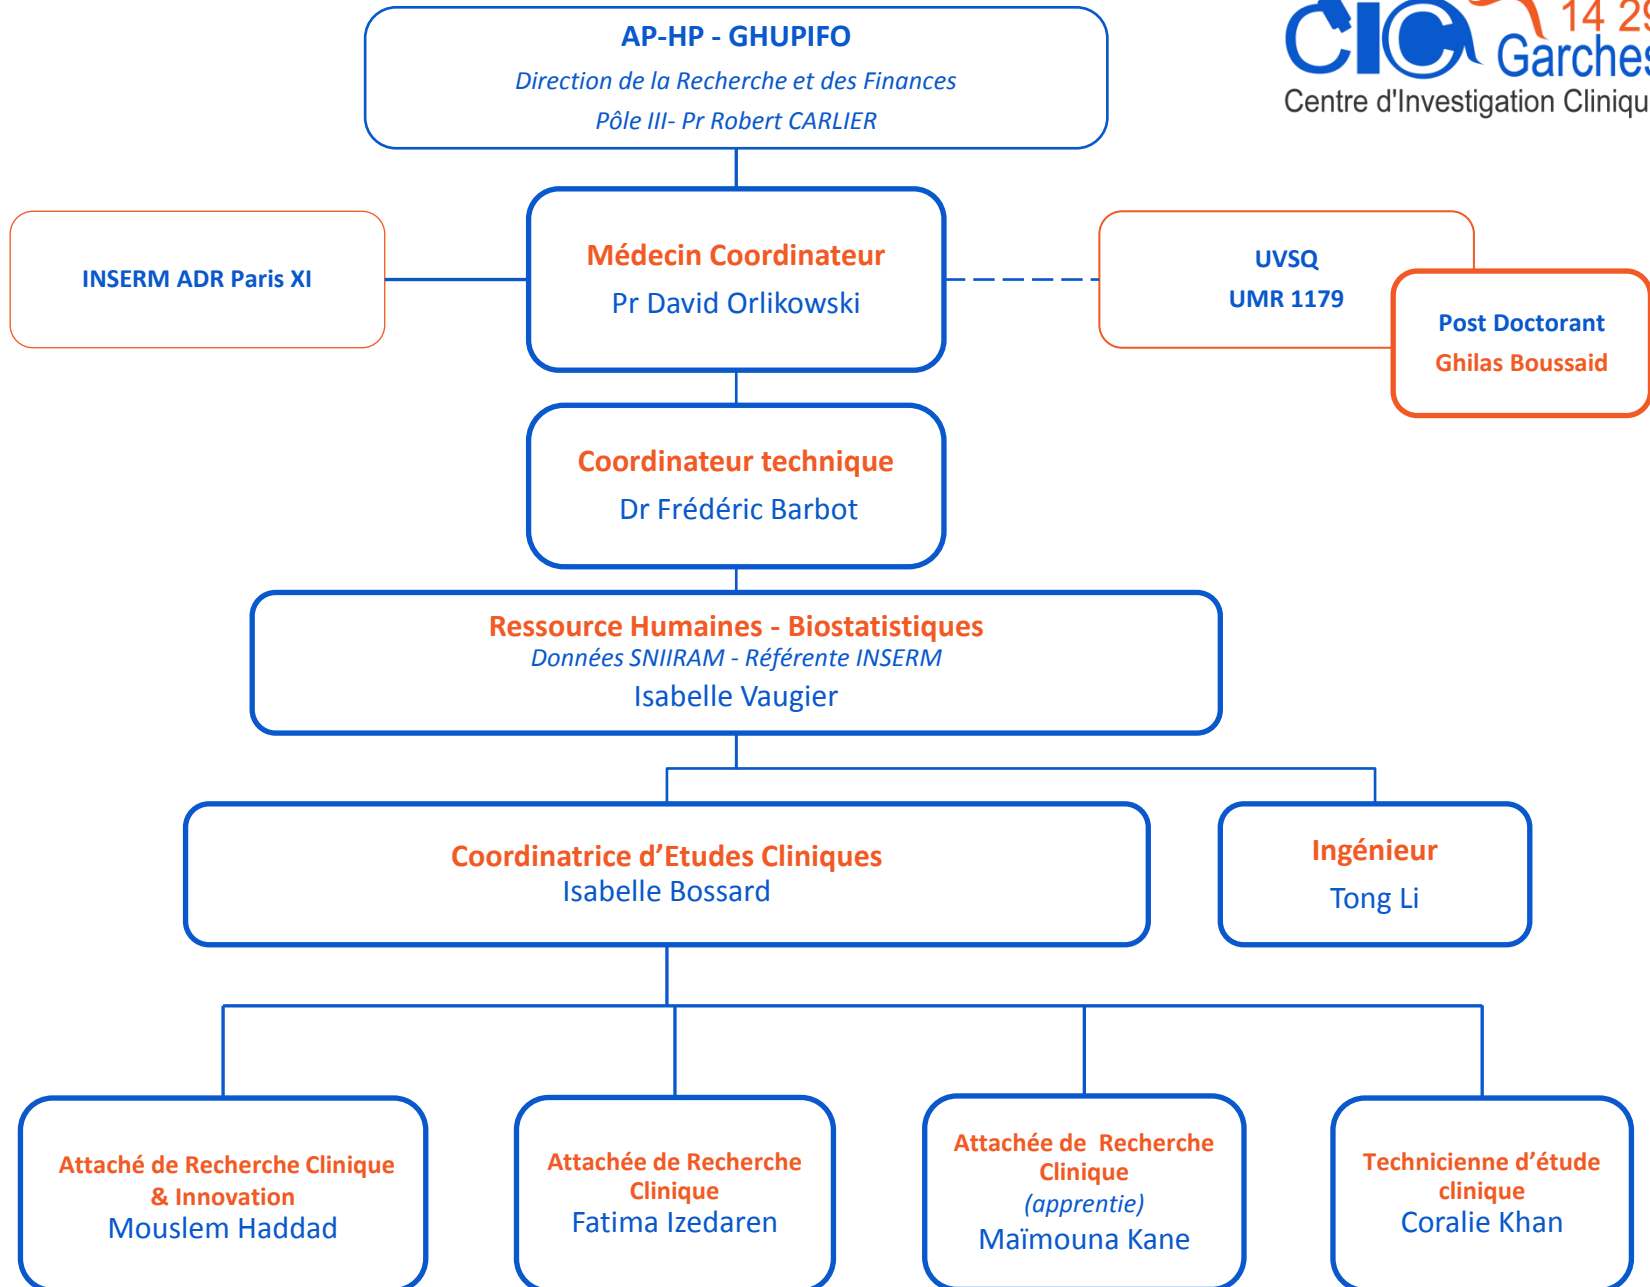 AP-HP - GHUPIFO
Direction de la Recherche et des Finances
Pôle III- Pr Robert CARLIER
CIC
14 29
Garches
Centre d'Investigation Cliniqu
INSERM ADR Paris XI
Médecin Coordinateur
Pr David Orlikowski
UVSQ
UMR 1179
Post Doctorant
Ghilas Boussaid
Coordinateur technique
Dr Frédéric Barbot
Ressource Humaines - Biostatistiques
Données SNIIRAM - Référente INSERM
Isabelle Vaugier
Coordinatrice d’Etudes Cliniques
Isabelle Bossard
Ingénieur
Tong Li
Attaché de Recherche Clinique
& Innovation
Mouslem Haddad
Attachée de Recherche
Clinique
Fatima Izedaren
Attachée de  Recherche
Clinique
(apprentie)
Maïmouna Kane
Technicienne d’étude
clinique
Coralie Khan